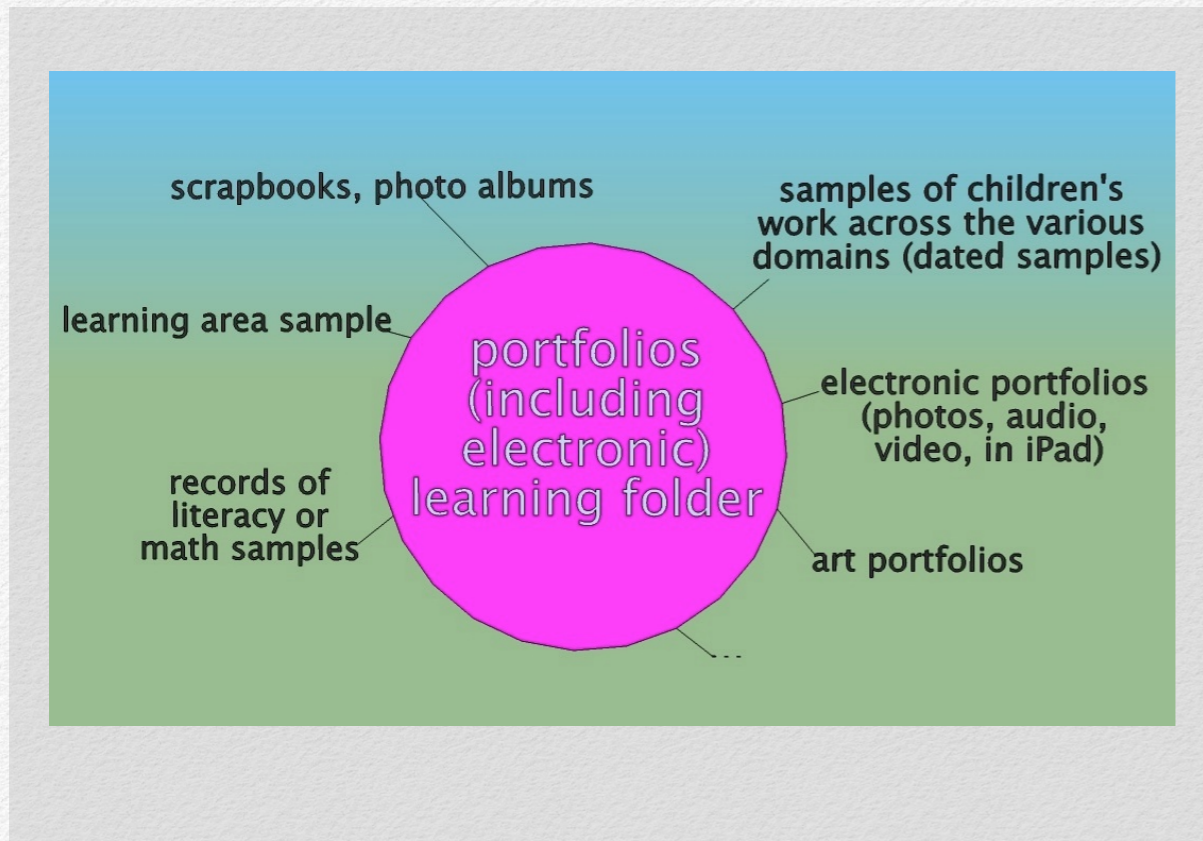 scrapbooks, photo albums
samples of children's
work across the various
domains (dated samples)
learning area sample
portfolios
(including
electronic)
learning folder
electronic portfolios
(photos, audio,
video, in iPad)
records of
literacy or
math samples
art portfolios
---